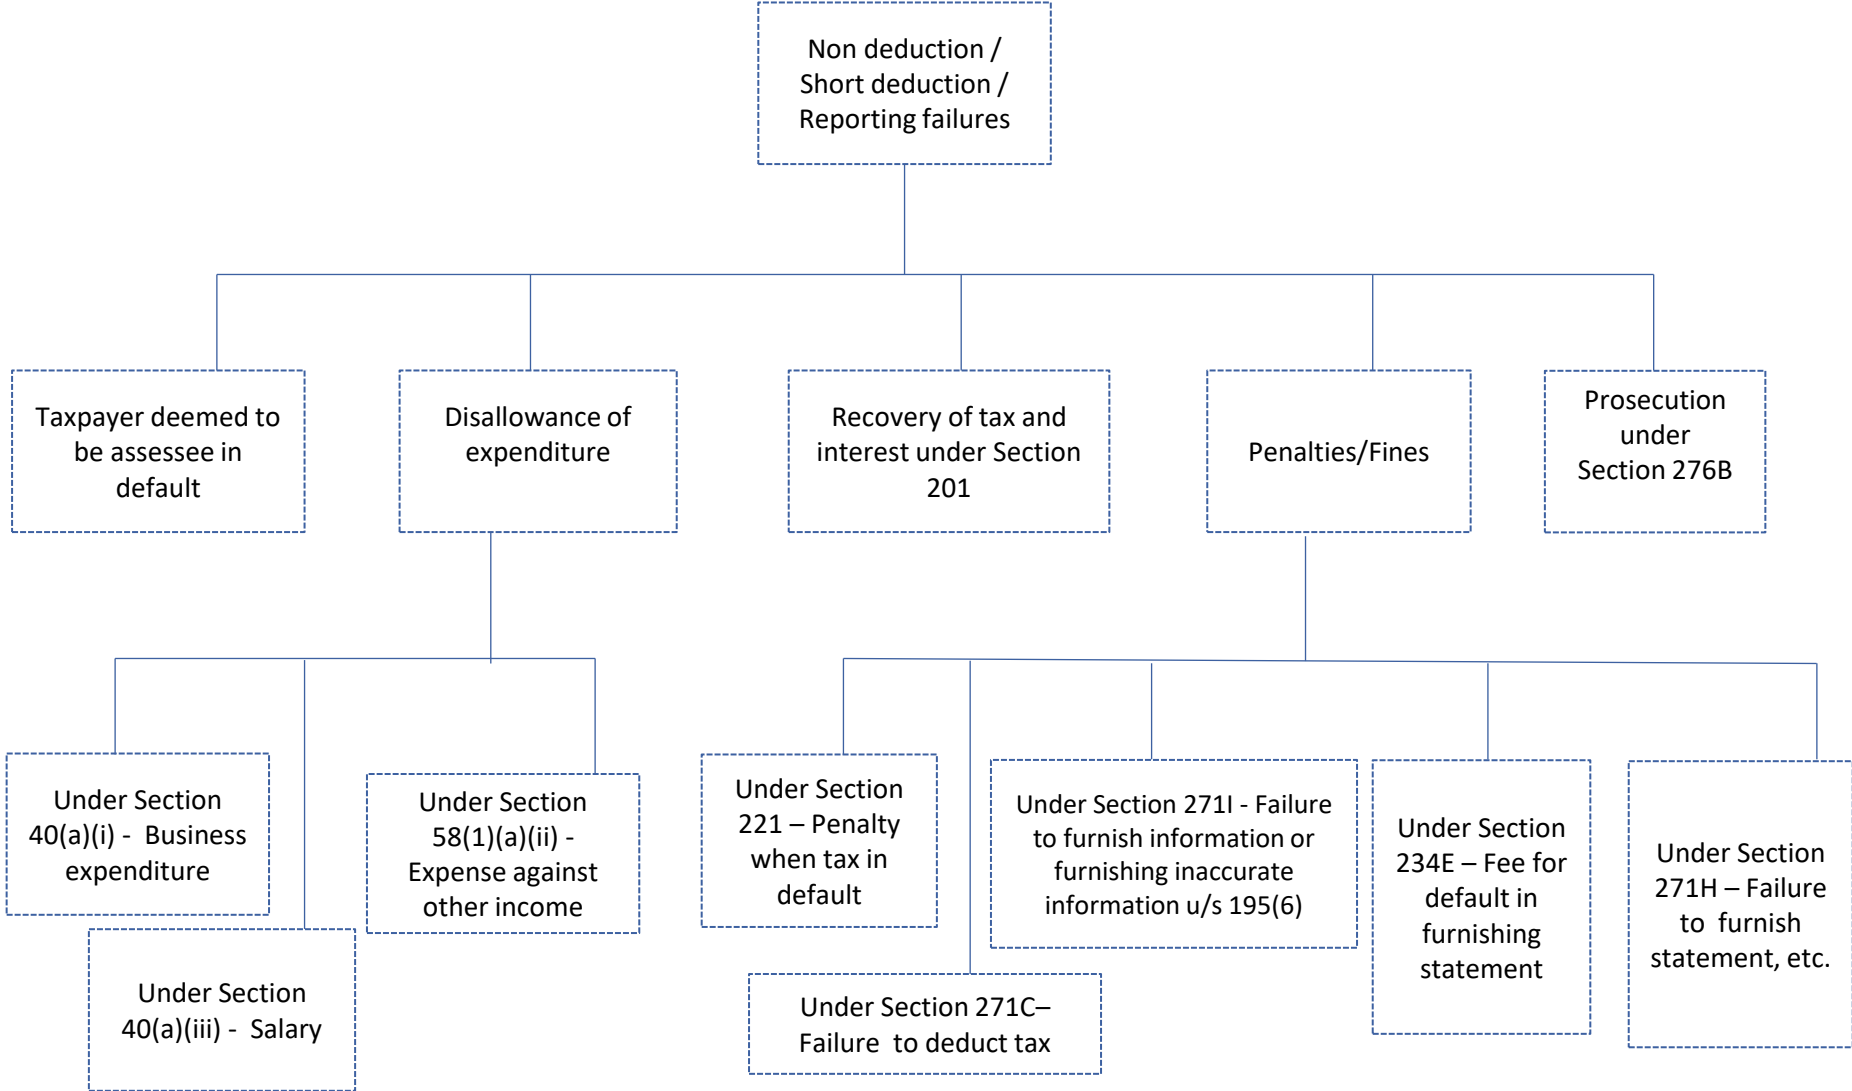 Non deduction /
Short deduction /
Reporting failures
Taxpayer deemed to
be assessee in
default
Disallowance of
expenditure
Recovery of tax and
interest under Section
201
Penalties/Fines
Prosecution
under
Section 276B
Under Section
40(a)(i) - Business
expenditure
Under Section
40(a)(iii) - Salary
Under Section
58(1)(a)(ii) -
Expense against
other income
Under Section
221 – Penalty
when tax in
default
Under Section 271C–
Failure to deduct tax
Under Section 271I - Failure
to furnish information or
furnishing inaccurate
information u/s 195(6)
Under Section
234E – Fee for
default in
furnishing
statement
Under Section
271H – Failure
to furnish
statement, etc.